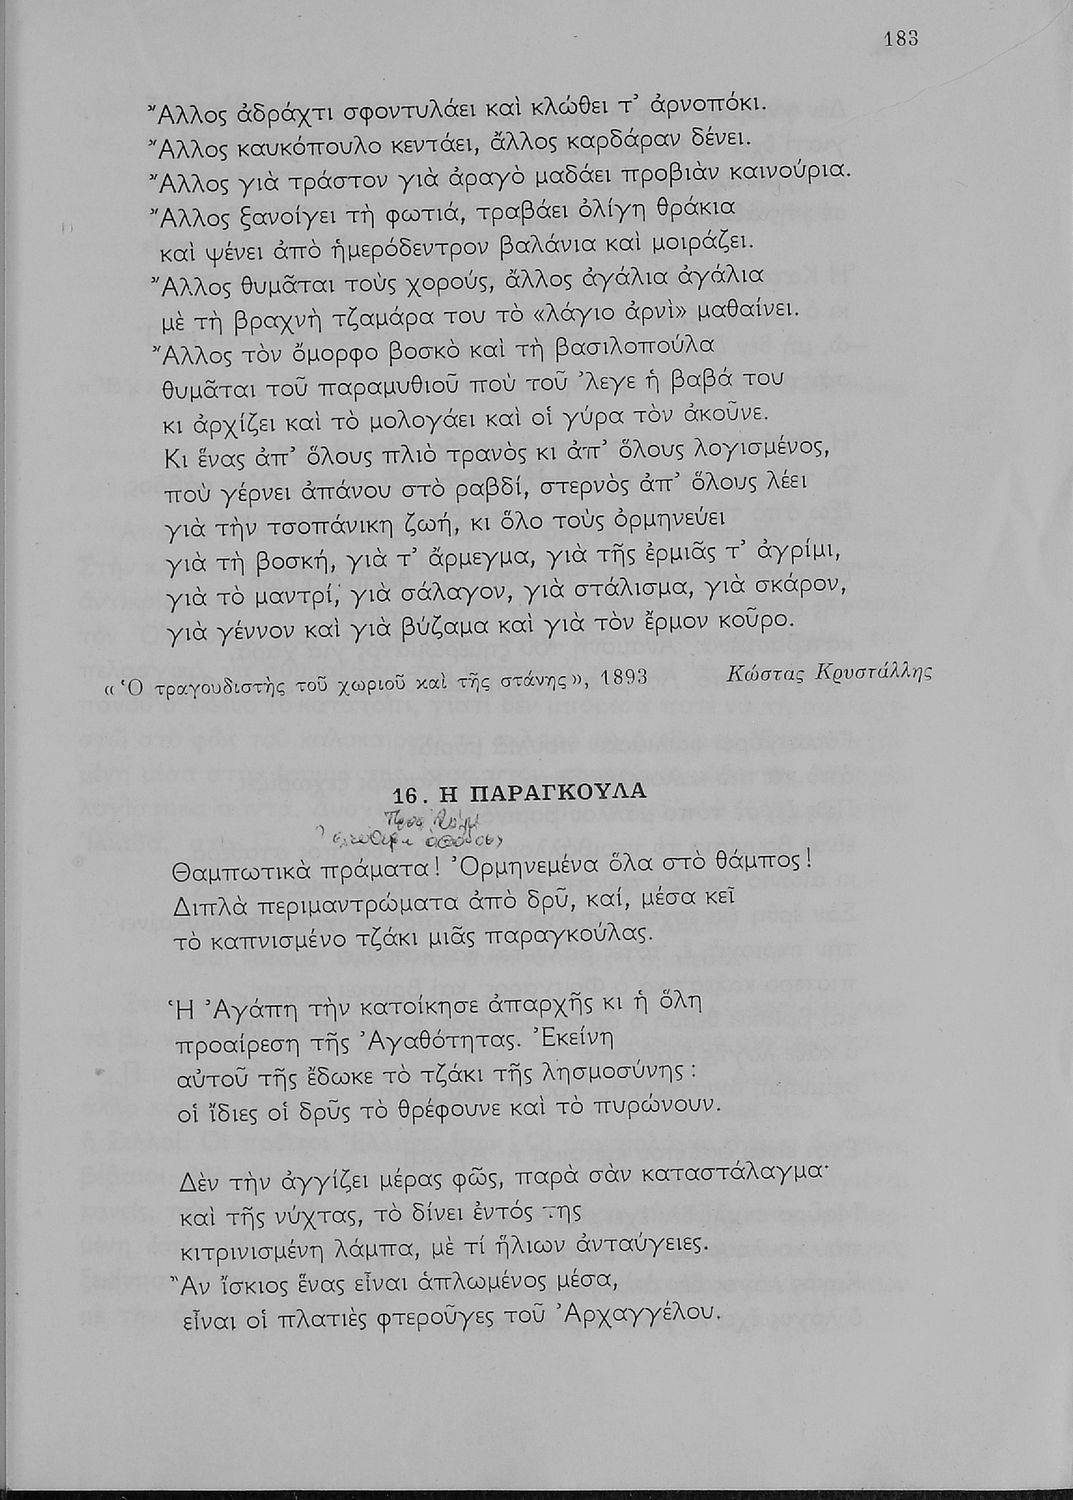 183
Ἄλλος ἀδράχτι σφοντυλάει καὶ κλώθει τ’ ἀρνοπόκι.
Ἄλλος καυκόπουλο κεντάει, ἄλλος καρδάραν δένει.
Ἄλλος γιὰ τράστον γιὰ ἀραγὸ μαδάει προβιὰν καινούρια.
Ἄλλος ξανοίγει τὴ φωτιά, τραβάει ὀλίγη θράκια
καὶ ψένει ἀπὸ ἡμερόδεντρον βαλάνια καὶ μοιράζει.
Ἄλλος θυμᾶται τοὺς χορούς, ἄλλος ἀγάλια ἀγάλια
μὲ τὴ βραχνὴ τζαμάρα του τὸ «λάγιο ἀρνὶ» μαθαίνει.
Ἄλλος τὸν ὄμορφο βοσκὸ καὶ τὴ βασιλοπούλα
θυμᾶται τοῦ παραμυθιοῦ ποὺ τοῦ ’λεγε ἡ βαβά του
κι ἀρχίζει καὶ τὸ μολογάει καὶ οἱ γύρα τὸν ἀκοῦνε.
Κι ἕνας ἀπ’ ὅλους πλιὸ τρανὸς κι ἀπ’ ὅλους λογισμένος,
ποὺ γέρνει ἀπάνου στὸ ραβδί, στερνὸς ἀπ’ ὅλους λέει
γιὰ τὴν τσοπάνικη ζωή, κι ὅλο τοὺς ὁρμηνεύει
γιὰ τὴ βοσκή, γιὰ τ’ ἄρμεγμα, γιὰ τῆς ἐρμιᾶς τ’ ἀγρίμι,
γιὰ τὸ μαντρί, γιὰ σάλαγον, γιὰ στάλισμα, γιὰ σκάρον,
γιὰ γέννον καὶ γιὰ βύζαμα καὶ γιὰ τὸν ἔρμον κοῦρο.
«Ὁ τραγουδιστὴς τοῦ χωριοῦ καὶ τῆς στάνης», 1893 Κώστας Κρυστάλλης
16. Η ΠΑΡΑΓΚΟΥΛΑ
Θαμπωτικὰ πράματα! Ὁρμηνεμένα ὅλα στὸ θάμπος!
Διπλὰ περιμαντρώματα ἀπὸ δρῦ, καί, μέσα κεῖ
τὸ καπνισμένο τζάκι μιᾶς παραγκούλας.
Ἡ Ἀγάπη τὴν κατοίκησε ἀπαρχῆς κι ἡ ὅλη
προαίρεση τῆς Ἀγαθότητας. Ἐκείνη
αὐτοῦ τῆς ἔδωκε τὸ τζάκι τῆς λησμοσύνης :
οἱ ἴδιες οἱ δρῦς τὸ θρέφουνε καὶ τὸ πυρώνουν.
Δὲν τὴν ἀγγίζει μέρας φῶς, παρὰ σὰν καταστάλαγμα·
καὶ τῆς νύχτας, τὸ δίνει ἐντός της
κιτρινισμένη λάμπα, μὲ τί ἥλιων ἀνταύγειες.
Ἂν ἴσκιος ἕνας εἶναι ἁπλωμένος μέσα,
εἶναι οἱ πλατιὲς φτεροῦγες τοῦ Ἀρχαγγέλου.